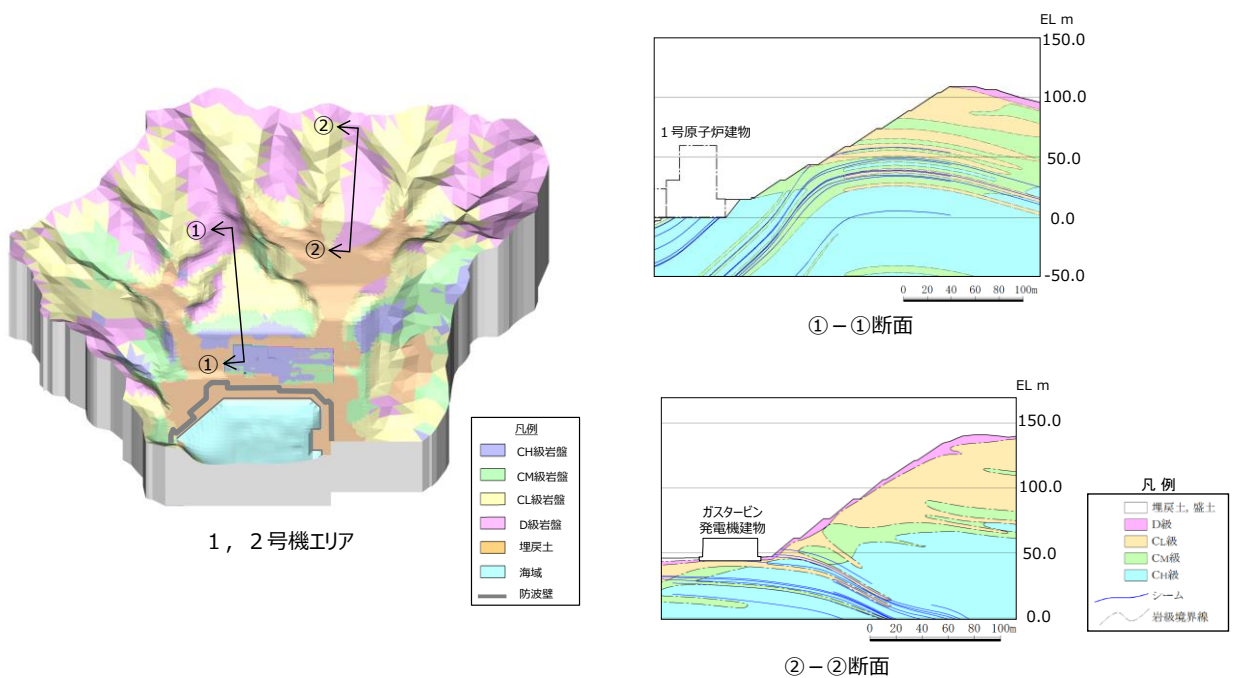 ②
②
①
①
凡例
CH級岩盤
CM級岩盤
CL級岩盤
D級岩盤
埋戻土
海域
防波壁
1，2号機エリア
EL m
150.0
100.0
50.0
0.0
-50.0
1号原子炉建物
0 20 40 60 80 100m
①－①断面
EL m
150.0
100.0
50.0
0.0
ガスタービン
発電機建物
0 20 40 60 80 100m
②－②断面
凡 例
埋戻土, 盛土
D級
CL級
CM級
CH級
シーム
岩級境界線